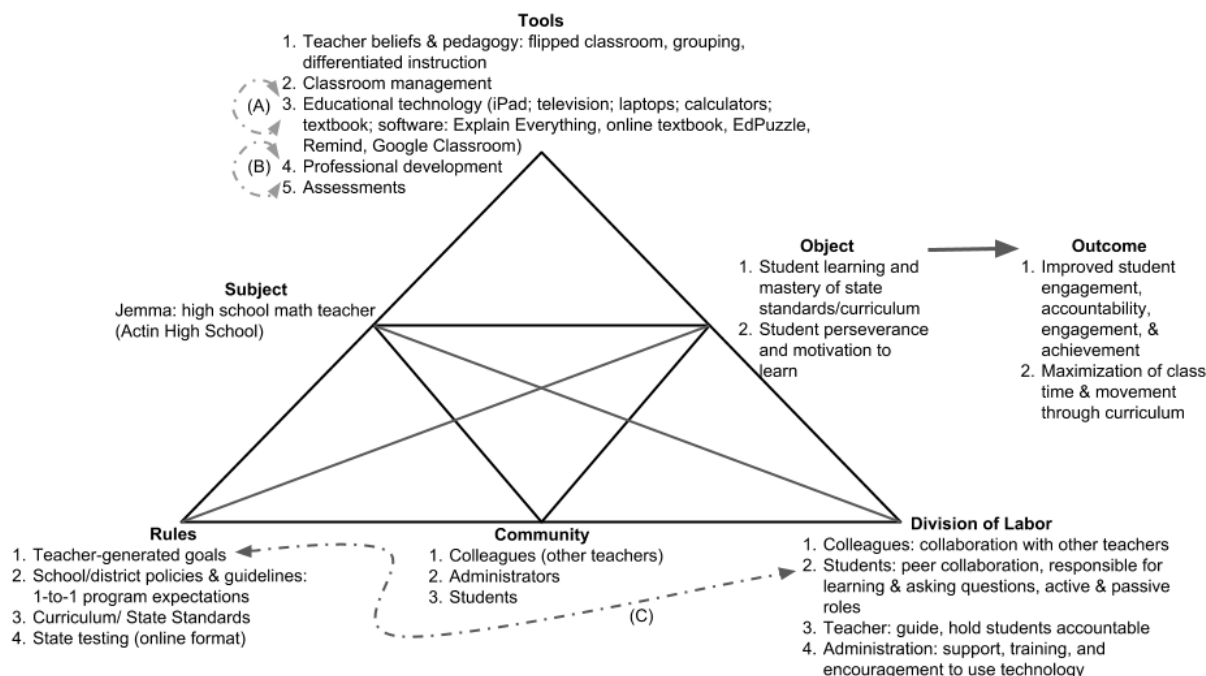 Tools
1. Teacher beliefs & pedagogy: flipped classroom, grouping,
differentiated instruction
2. Classroom management
(A)
3. Educational technology (iPad; television; laptops; calculators;
textbook; software: Explain Everything, online textbook, EdPuzzle,
Remind, Google Classroom)
(B)
4. Professional development
5. Assessments
Subject
Jemma: high school math teacher
(Actin High School)
Object
1. Student learning and
mastery of state
standards/curriculum
2. Student perseverance
and motivation to
learn
Outcome
1. Improved student
engagement,
accountability,
engagement, &
achievement
2. Maximization of class
time & movement
through curriculum
Rules
1. Teacher-generated goals
2. School/district policies & guidelines:
1-to-1 program expectations
3. Curriculum/ State Standards
4. State testing (online format)
Community
1. Colleagues (other teachers)
2. Administrators
3. Students
(C)
Division of Labor
1. Colleagues: collaboration with other teachers
2. Students: peer collaboration, responsible for
learning & asking questions, active & passive
roles
3. Teacher: guide, hold students accountable
4. Administration: support, training, and
encouragement to use technology